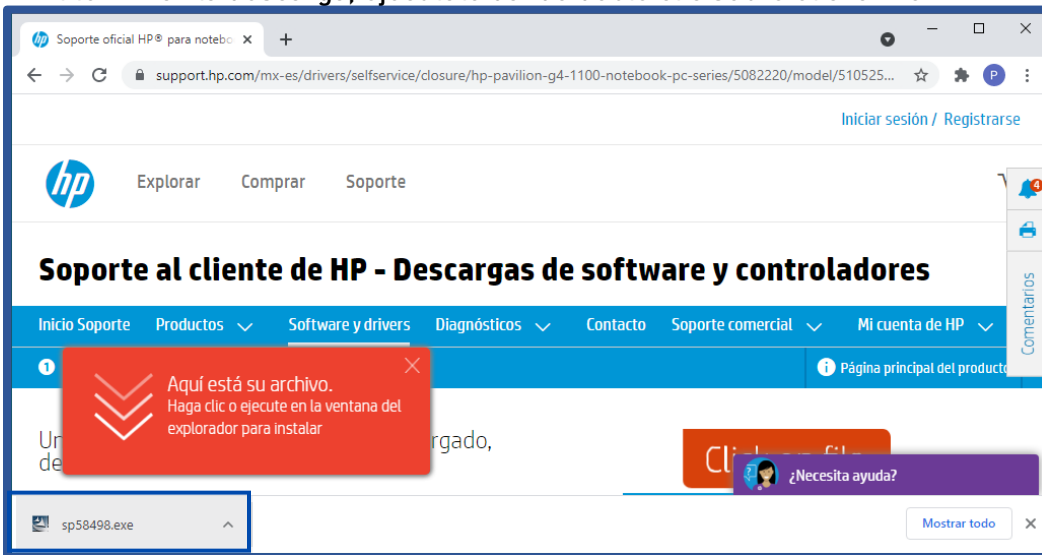 Soporte oficial HP® para notebo
support.hp.com/mx-es/drivers/selfservice/closure/hp-pavilion-g4-1100-notebook-pc-series/5082220/model/510525...
P
Iniciar sesión / Registrarse
hp
Explorar Comprar Soporte
4
Soporte al cliente de HP - Descargas de software y controladores
Comentarios
Inicio Soporte Productos Software y drivers Diagnósticos Contacto Soporte comercial Mi cuenta de HP
1
Página principal del producto
Aquí está su archivo.
Haga clic o ejecute en la ventana del
explorador para instalar
Un
rgado,
de
¿Necesita ayuda?
sp58498.exe
Mostrar todo